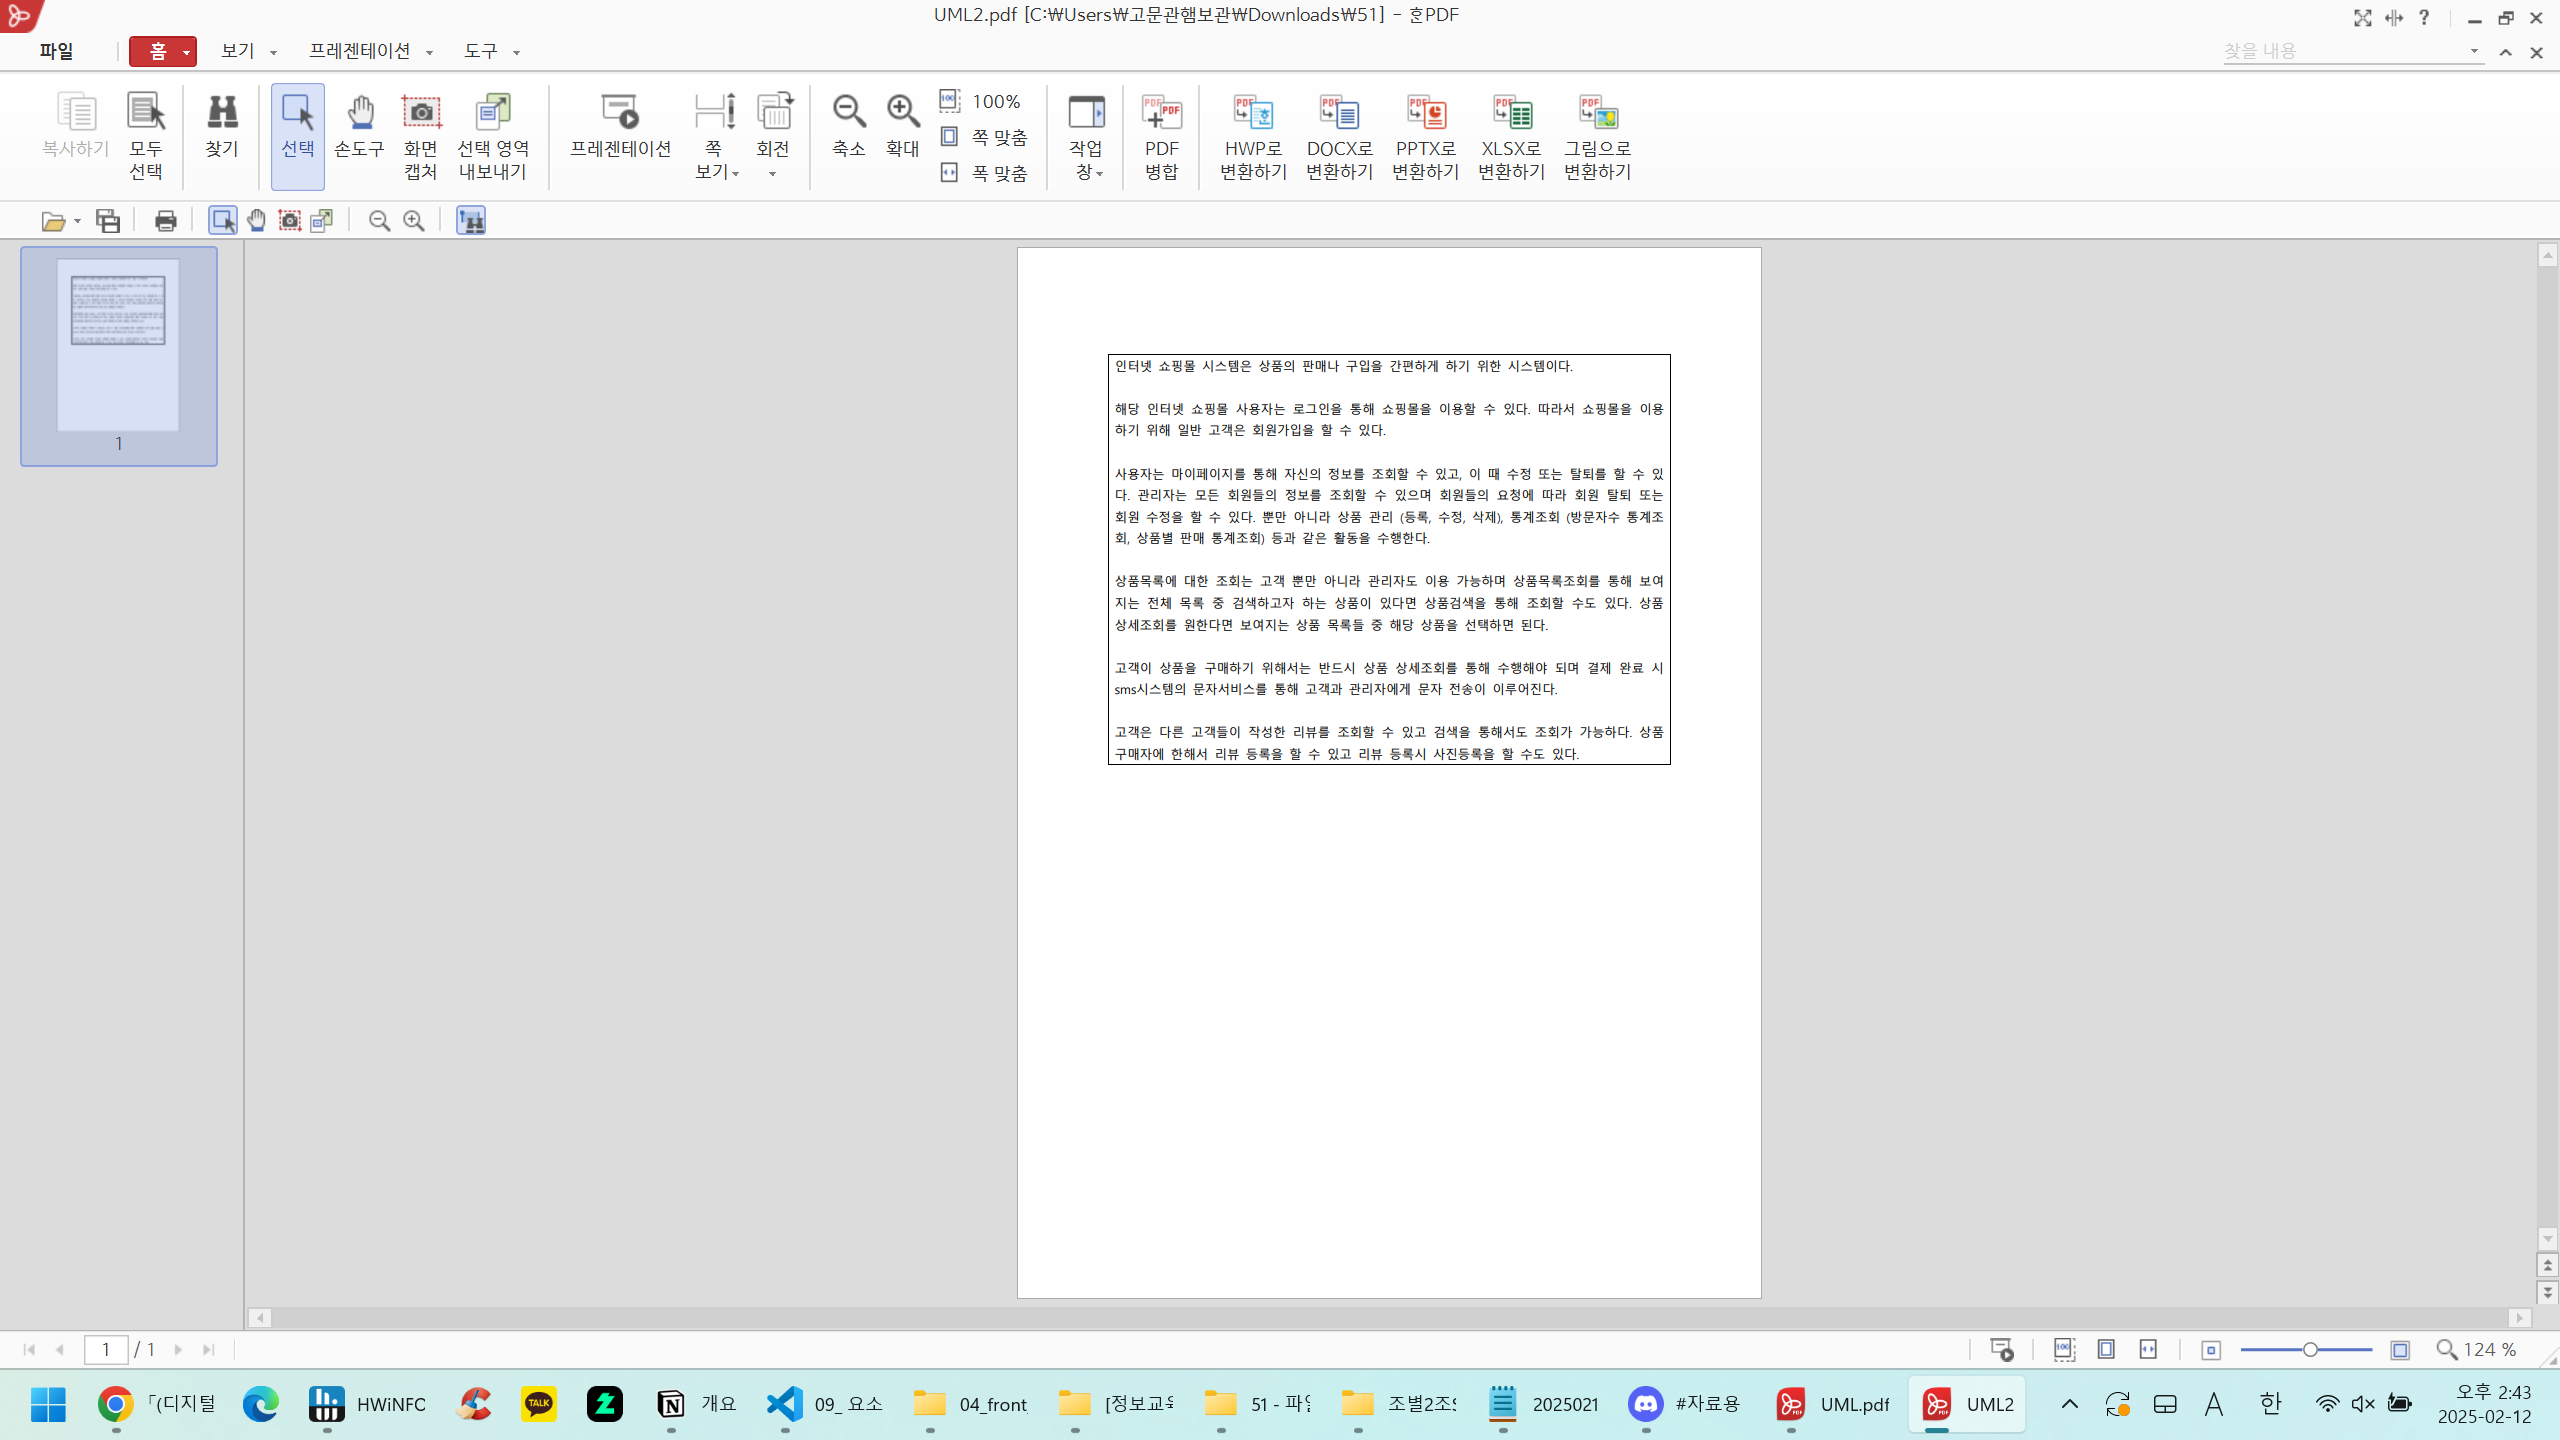 UML2.pdf [C:₩Users₩고문관햄보관₩Downloads₩51] - 훈PDF
파일 홈 보기 프레젠테이션 도구 찾을 내용
복사하기 모두 선택 찾기 선택 손도구 화면 캡처 선택 영역 내보내기 프레젠테이션 쪽 보기 회전 축소 확대 100% 쪽 맞춤 폭 맞춤 작업 창 PDF 병합 HWP로 변환하기 DOCX로 변환하기 PPTX로 변환하기 XLSX로 변환하기 그림으로 변환하기
1
인터넷 쇼핑몰 시스템은 상품의 판매나 구입을 간편하게 하기 위한 시스템이다.
해당 인터넷 쇼핑몰 사용자는 로그인을 통해 쇼핑몰을 이용할 수 있다. 따라서 쇼핑몰을 이용
하기 위해 일반 고객은 회원가입을 할 수 있다.
사용자는 마이페이지를 통해 자신의 정보를 조회할 수 있고, 이 때 수정 또는 탈퇴를 할 수 있
다. 관리자는 모든 회원들의 정보를 조회할 수 있으며 회원들의 요청에 따라 회원 탈퇴 또는
회원 수정을 할 수 있다. 뿐만 아니라 상품 관리 (등록, 수정, 삭제), 통계조회 (방문자수 통계조
회, 상품별 판매 통계조회) 등과 같은 활동을 수행한다.
상품목록에 대한 조회는 고객 뿐만 아니라 관리자도 이용 가능하며 상품목록조회를 통해 보여
지는 전체 목록 중 검색하고자 하는 상품이 있다면 상품검색을 통해 조회할 수도 있다. 상품
상세조회를 원한다면 보여지는 상품 목록들 중 해당 상품을 선택하면 된다.
고객이 상품을 구매하기 위해서는 반드시 상품 상세조회를 통해 수행해야 되며 결제 완료 시
sms시스템의 문자서비스를 통해 고객과 관리자에게 문자 전송이 이루어진다.
고객은 다른 고객들이 작성한 리뷰를 조회할 수 있고 검색을 통해서도 조회가 가능하다. 상품
구매자에 한해서 리뷰 등록을 할 수 있고 리뷰 등록시 사진등록을 할 수도 있다.
1 / 1 124 %
「(디지털 HWiNFO TALK 개요 09_ 요소 04_front_ [정보교육 51 - 파일 조별2조S 2025021 #자료용 UML.pdf UML2 A 한 오후 2:43
2025-02-12